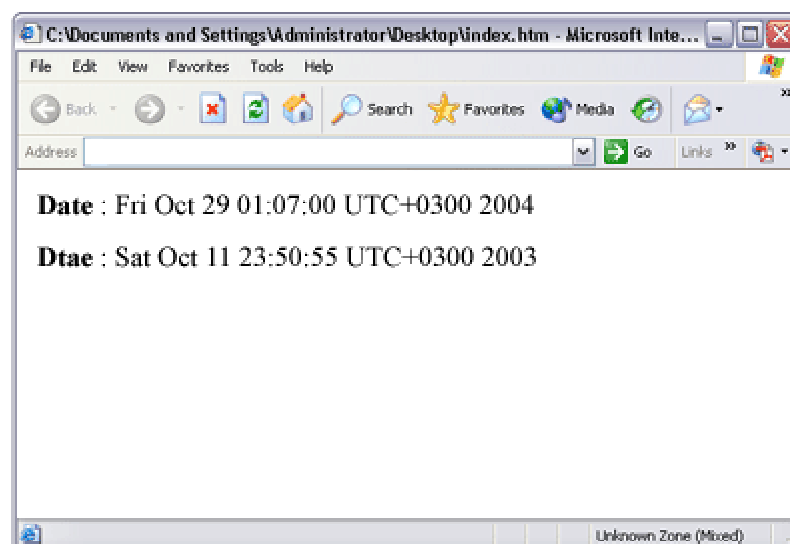 C:\Documents and Settings\Administrator\Desktop\index.htm - Microsoft Inte...
File Edit View Favorites Tools Help
Back Search Favorites Media
Address Go Links
Date : Fri Oct 29 01:07:00 UTC+0300 2004
Dtae : Sat Oct 11 23:50:55 UTC+0300 2003
Unknown Zone (Mixed)